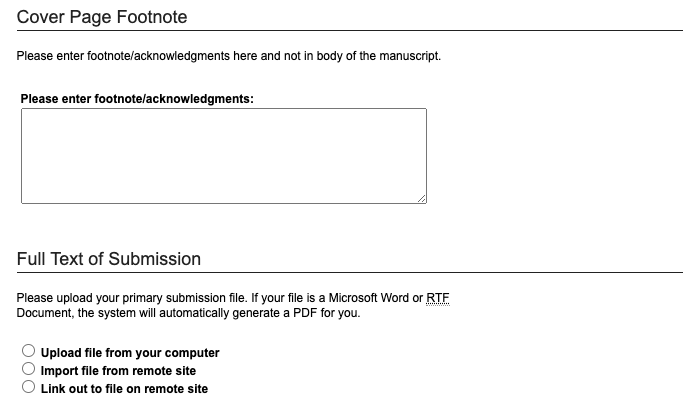 Cover Page Footnote
Please enter footnote/acknowledgments here and not in body of the manuscript.
Please enter footnote/acknowledgments:
Full Text of Submission
Please upload your primary submission file. If your file is a Microsoft Word or RTF
Document, the system will automatically generate a PDF for you.
Upload file from your computer
Import file from remote site
Link out to file on remote site